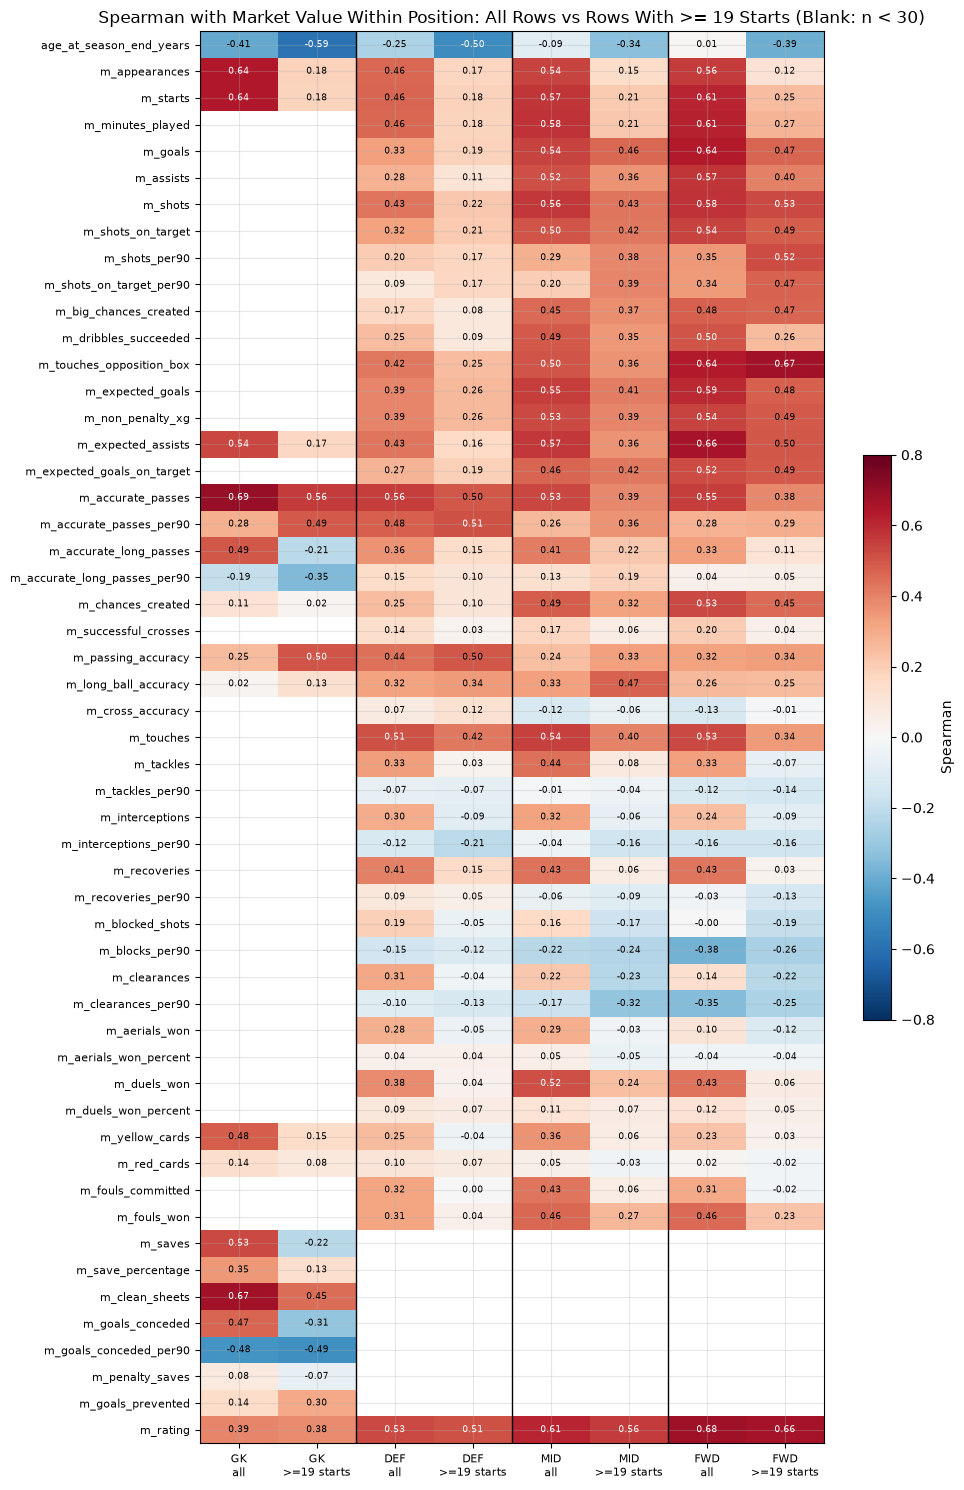 Spearman with Market Value Within Position: All Rows vs Rows With >= 19 Starts (Blank: n < 30)
age_at_season_end_years -0.41 -0.59 -0.25 -0.50 -0.09 -0.34 0.01 -0.39
m_appearances 0.64 0.18 0.46 0.17 0.54 0.15 0.56 0.12
m_starts 0.64 0.18 0.46 0.18 0.57 0.21 0.61 0.25
m_minutes_played 0.46 0.18 0.58 0.21 0.61 0.27
m_goals 0.33 0.19 0.54 0.46 0.64 0.47
m_assists 0.28 0.11 0.52 0.36 0.57 0.40
m_shots 0.43 0.22 0.56 0.43 0.58 0.53
m_shots_on_target 0.32 0.21 0.50 0.42 0.54 0.49
m_shots_per90 0.20 0.17 0.29 0.38 0.35 0.52
m_shots_on_target_per90 0.09 0.17 0.20 0.39 0.34 0.47
m_big_chances_created 0.17 0.08 0.45 0.37 0.48 0.47
m_dribbles_succeeded 0.25 0.09 0.49 0.35 0.50 0.26
m_touches_opposition_box 0.42 0.25 0.50 0.36 0.64 0.67
m_expected_goals 0.39 0.26 0.55 0.41 0.59 0.48
m_non_penalty_xg 0.39 0.26 0.53 0.39 0.54 0.49
m_expected_assists 0.54 0.17 0.43 0.16 0.57 0.36 0.66 0.50
m_expected_goals_on_target 0.27 0.19 0.46 0.42 0.52 0.49
m_accurate_passes 0.69 0.56 0.56 0.50 0.53 0.39 0.55 0.38
m_accurate_passes_per90 0.28 0.49 0.48 0.51 0.26 0.36 0.28 0.29
m_accurate_long_passes 0.49 -0.21 0.36 0.15 0.41 0.22 0.33 0.11
m_accurate_long_passes_per90 -0.19 -0.35 0.15 0.10 0.13 0.19 0.04 0.05
m_chances_created 0.11 0.02 0.25 0.10 0.49 0.32 0.53 0.45
m_successful_crosses 0.14 0.03 0.17 0.06 0.20 0.04
m_passing_accuracy 0.25 0.50 0.44 0.50 0.24 0.33 0.32 0.34
m_long_ball_accuracy 0.02 0.13 0.32 0.34 0.33 0.47 0.26 0.25
m_cross_accuracy 0.07 0.12 -0.12 -0.06 -0.13 -0.01
m_touches 0.51 0.42 0.54 0.40 0.53 0.34
m_tackles 0.33 0.03 0.44 0.08 0.33 -0.07
m_tackles_per90 -0.07 -0.07 -0.01 -0.04 -0.12 -0.14
m_interceptions 0.30 -0.09 0.32 -0.06 0.24 -0.09
m_interceptions_per90 -0.12 -0.21 -0.04 -0.16 -0.16 -0.16
m_recoveries 0.41 0.15 0.43 0.06 0.43 0.03
m_recoveries_per90 0.09 0.05 -0.06 -0.09 -0.03 -0.13
m_blocked_shots 0.19 -0.05 0.16 -0.17 -0.00 -0.19
m_blocks_per90 -0.15 -0.12 -0.22 -0.24 -0.38 -0.26
m_clearances 0.31 -0.04 0.22 -0.23 0.14 -0.22
m_clearances_per90 -0.10 -0.13 -0.17 -0.32 -0.35 -0.25
m_aerials_won 0.28 -0.05 0.29 -0.03 0.10 -0.12
m_aerials_won_percent 0.04 0.04 0.05 -0.05 -0.04 -0.04
m_duels_won 0.38 0.04 0.52 0.24 0.43 0.06
m_duels_won_percent 0.09 0.07 0.11 0.07 0.12 0.05
m_yellow_cards 0.48 0.15 0.25 -0.04 0.36 0.06 0.23 0.03
m_red_cards 0.14 0.08 0.10 0.07 0.05 -0.03 0.02 -0.02
m_fouls_committed 0.32 0.00 0.43 0.06 0.31 -0.02
m_fouls_won 0.31 0.04 0.46 0.27 0.46 0.23
m_saves 0.53 -0.22
m_save_percentage 0.35 0.13
m_clean_sheets 0.67 0.45
m_goals_conceded 0.47 -0.31
m_goals_conceded_per90 -0.48 -0.49
m_penalty_saves 0.08 -0.07
m_goals_prevented 0.14 0.30
m_rating 0.39 0.38 0.53 0.51 0.61 0.56 0.68 0.66
GK GK DEF DEF MID MID FWD FWD
all >=19 starts all >=19 starts all >=19 starts all >=19 starts
0.8
0.6
0.4
0.2
0.0
−0.2
−0.4
−0.6
−0.8
Spearman